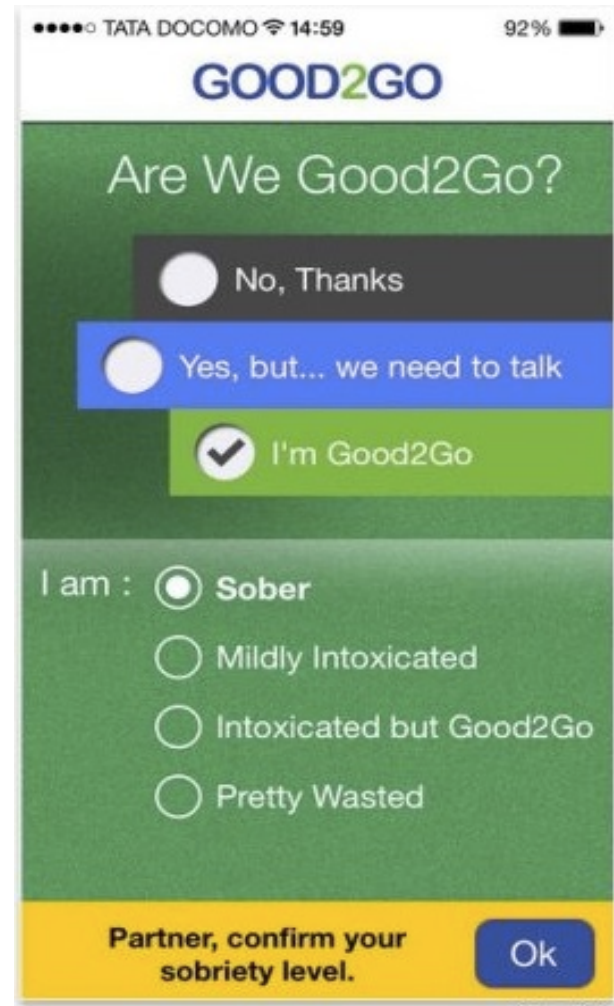 TATA DOCOMO 14:59 92%
GOOD2GO
Are We Good2Go?
No, Thanks
Yes, but... we need to talk
I'm Good2Go
I am :
Sober
Mildly Intoxicated
Intoxicated but Good2Go
Pretty Wasted
Partner, confirm your
sobriety level.
Ok